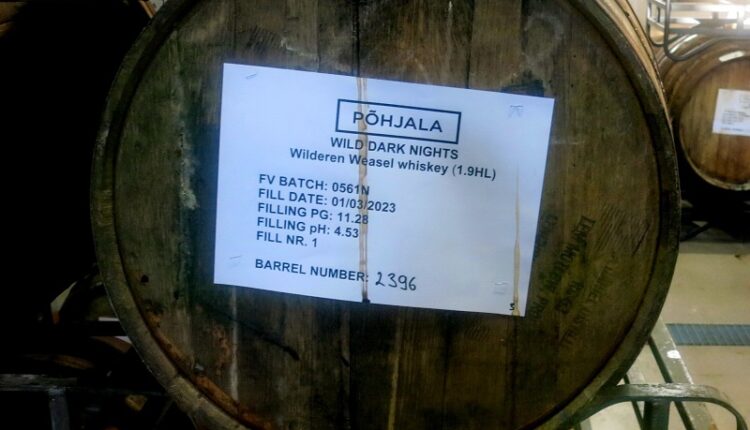 PÕHJALA
WILD DARK NIGHTS
Wilderen Weasel whiskey (1.9HL)
FV BATCH: 0561N
FILL DATE: 01/03/2023
FILLING PG: 11.28
FILLING pH: 4.53
FILL NR. 1
BARREL NUMBER: 2396